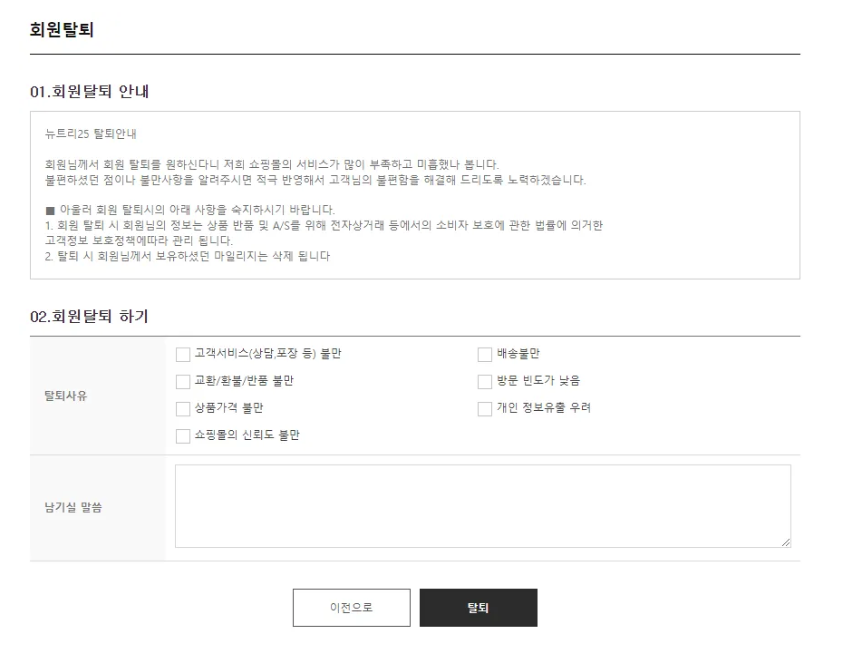 회원탈퇴
01.회원탈퇴 안내
뉴트리25 탈퇴안내
회원님께서 회원 탈퇴를 원하신다니 저희 쇼핑몰의 서비스가 많이 부족하고 미흡했나 봅니다.
불편하셨던 점이나 불만사항을 알려주시면 적극 반영해서 고객님의 불편함을 해결해 드리도록 노력하겠습니다.
■ 아울러 회원 탈퇴시의 아래 사항을 숙지하시기 바랍니다.
1. 회원 탈퇴 시 회원님의 정보는 상품 반품 및 A/S를 위해 전자상거래 등에서의 소비자 보호에 관한 법률에 의거한
고객정보 보호정책에따라 관리 됩니다.
2. 탈퇴 시 회원님께서 보유하셨던 마일리지는 삭제 됩니다
02.회원탈퇴 하기
탈퇴사유
고객서비스(상담,포장 등) 불만
배송불만
교환/환불/반품 불만
방문 빈도가 낮음
상품가격 불만
개인 정보유출 우려
쇼핑몰의 신뢰도 불만
남기실 말씀
이전으로
탈퇴